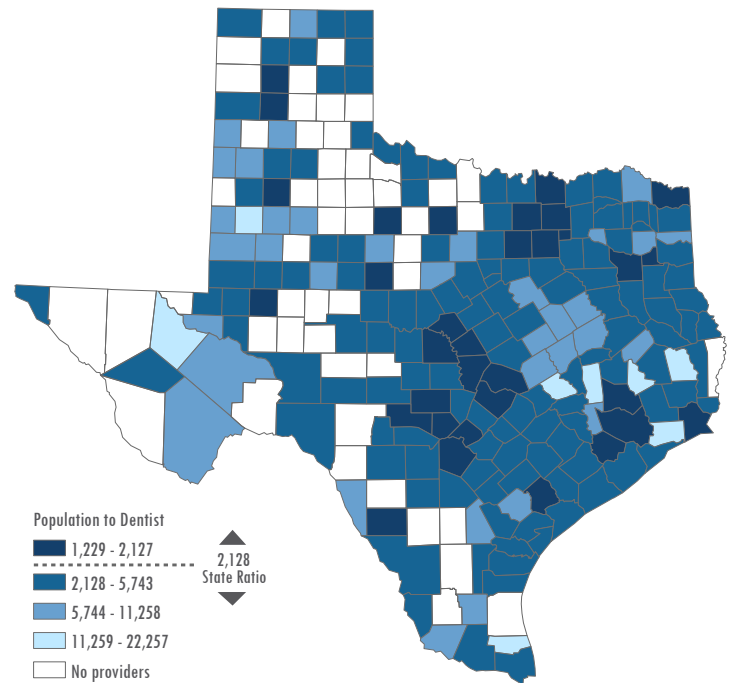 Population to Dentist
1,229 - 2,127
2,128
State Ratio
2,128 - 5,743
5,744 - 11,258
11,259 - 22,257
No providers